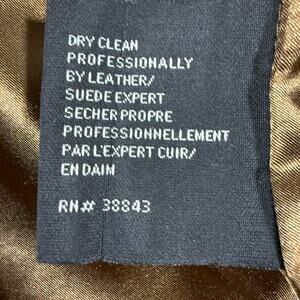 DRY CLEAN
PROFESSIONALLY
BY LEATHER/
SUEDE EXPERT
SECHER PROPRE
PROFESSIONNELLEMENT
PAR L'EXPERT CUIR/
EN DAIM
RN# 38843